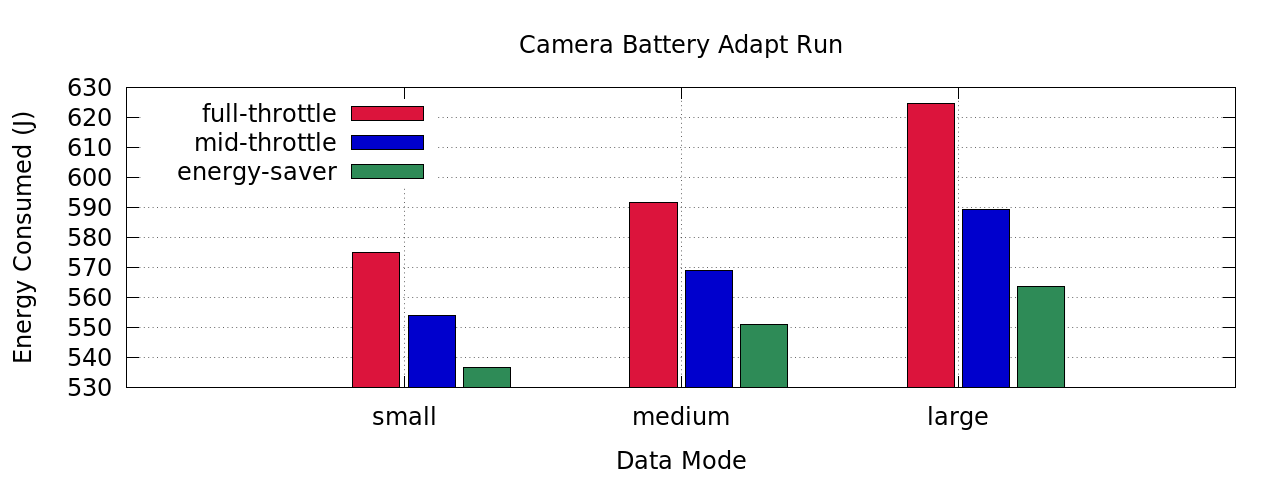 Camera Battery Adapt Run
Energy Consumed (J)
630
620
610
600
590
580
570
560
550
540
530
full-throttle
mid-throttle
energy-saver
small medium large
Data Mode